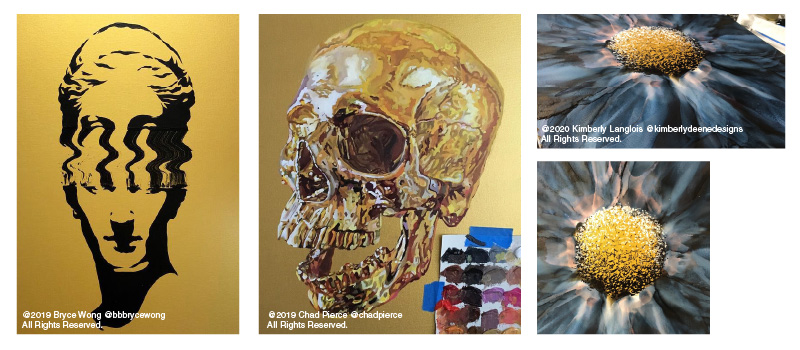 @2019 Bryce Wong @bbbrycewong
All Rights Reserved.
@2019 Chad Pierce @chadpierce
All Rights Reserved.
@2020 Kimberly Langlois @kimberlydeenedesigns
All Rights Reserved.